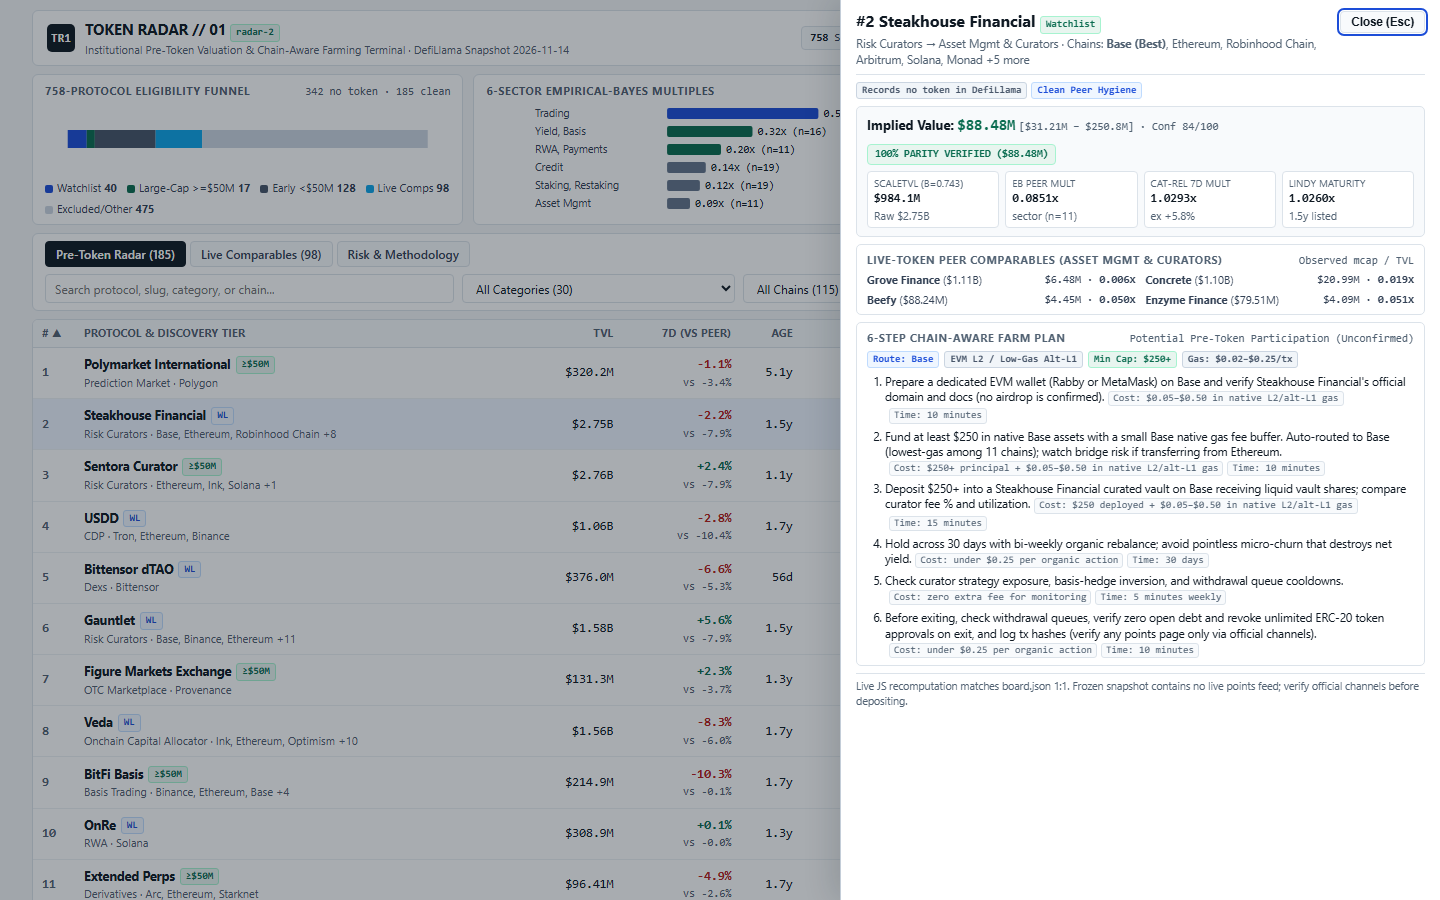 TR1
TOKEN RADAR // 01 radar-2
Institutional Pre-Token Valuation & Chain-Aware Farming Terminal · DefiLlama Snapshot 2026-11-14
758 S
758-PROTOCOL ELIGIBILITY FUNNEL
342 no token · 185 clean
Watchlist 40
Large-Cap >=$50M 17
Early <$50M 128
Live Comps 98
Excluded/Other 475
6-SECTOR EMPIRICAL-BAYES MULTIPLES
Trading 0.5
Yield, Basis 0.32x (n=16)
RWA, Payments 0.20x (n=11)
Credit 0.14x (n=19)
Staking, Restaking 0.12x (n=19)
Asset Mgmt 0.09x (n=11)
Pre-Token Radar (185)
Live Comparables (98)
Risk & Methodology
Search protocol, slug, category, or chain...
All Categories (30)
All Chains (115)
# ▲ PROTOCOL & DISCOVERY TIER TVL 7D (VS PEER) AGE
1 Polymarket International ≥$50M $320.2M -1.1% 5.1y
Prediction Market · Polygon vs -3.4%
2 Steakhouse Financial WL $2.75B -2.2% 1.5y
Risk Curators · Base, Ethereum, Robinhood Chain +8 vs -7.9%
3 Sentora Curator ≥$50M $2.76B +2.4% 1.1y
Risk Curators · Ethereum, Ink, Solana +1 vs -7.9%
4 USDD WL $1.06B -2.8% 1.7y
CDP · Tron, Ethereum, Binance vs -10.4%
5 Bittensor dTAO WL $376.0M -6.6% 56d
Dexs · Bittensor vs -5.3%
6 Gauntlet WL $1.58B +5.6% 1.5y
Risk Curators · Base, Binance, Ethereum +11 vs -7.9%
7 Figure Markets Exchange ≥$50M $131.3M +2.3% 1.3y
OTC Marketplace · Provenance vs -3.7%
8 Veda WL $1.56B -8.3% 1.7y
Onchain Capital Allocator · Ink, Ethereum, Optimism +10 vs -6.0%
9 BitFi Basis ≥$50M $214.9M -10.3% 1.7y
Basis Trading · Binance, Ethereum, Base +4 vs -0.1%
10 OnRe WL $308.9M +0.1% 1.3y
RWA · Solana vs -0.0%
11 Extended Perps ≥$50M $96.41M -4.9% 1.7y
Derivatives · Arc, Ethereum, Starknet vs -2.6%
#2 Steakhouse Financial Watchlist
Close (Esc)
Risk Curators → Asset Mgmt & Curators · Chains: Base (Best), Ethereum, Robinhood Chain,
Arbitrum, Solana, Monad +5 more
Records no token in DefiLlama
Clean Peer Hygiene
Implied Value: $88.48M [$31.21M – $250.8M] · Conf 84/100
100% PARITY VERIFIED ($88.48M)
SCALETVL (B=0.743)
$984.1M
Raw $2.75B
EB PEER MULT
0.0851x
sector (n=11)
CAT-REL 7D MULT
1.0293x
ex +5.8%
LINDY MATURITY
1.0260x
1.5y listed
LIVE-TOKEN PEER COMPARABLES (ASSET MGMT & CURATORS) Observed mcap / TVL
Grove Finance ($1.11B) $6.48M · 0.006x Concrete ($1.10B) $20.99M · 0.019x
Beefy ($88.24M) $4.45M · 0.050x Enzyme Finance ($79.51M) $4.09M · 0.051x
6-STEP CHAIN-AWARE FARM PLAN Potential Pre-Token Participation (Unconfirmed)
Route: Base
EVM L2 / Low-Gas Alt-L1
Min Cap: $250+
Gas: $0.02–$0.25/tx
1. Prepare a dedicated EVM wallet (Rabby or MetaMask) on Base and verify Steakhouse Financial's official
domain and docs (no airdrop is confirmed). Cost: $0.05–$0.50 in native L2/alt-L1 gas
Time: 10 minutes
2. Fund at least $250 in native Base assets with a small Base native gas fee buffer. Auto-routed to Base
(lowest-gas among 11 chains); watch bridge risk if transferring from Ethereum.
Cost: $250+ principal + $0.05–$0.50 in native L2/alt-L1 gas Time: 10 minutes
3. Deposit $250+ into a Steakhouse Financial curated vault on Base receiving liquid vault shares; compare
curator fee % and utilization. Cost: $250 deployed + $0.05–$0.50 in native L2/alt-L1 gas
Time: 15 minutes
4. Hold across 30 days with bi-weekly organic rebalance; avoid pointless micro-churn that destroys net
yield. Cost: under $0.25 per organic action Time: 30 days
5. Check curator strategy exposure, basis-hedge inversion, and withdrawal queue cooldowns.
Cost: zero extra fee for monitoring Time: 5 minutes weekly
6. Before exiting, check withdrawal queues, verify zero open debt and revoke unlimited ERC-20 token
approvals on exit, and log tx hashes (verify any points page only via official channels).
Cost: under $0.25 per organic action Time: 10 minutes
Live JS recomputation matches board.json 1:1. Frozen snapshot contains no live points feed; verify official channels before
depositing.